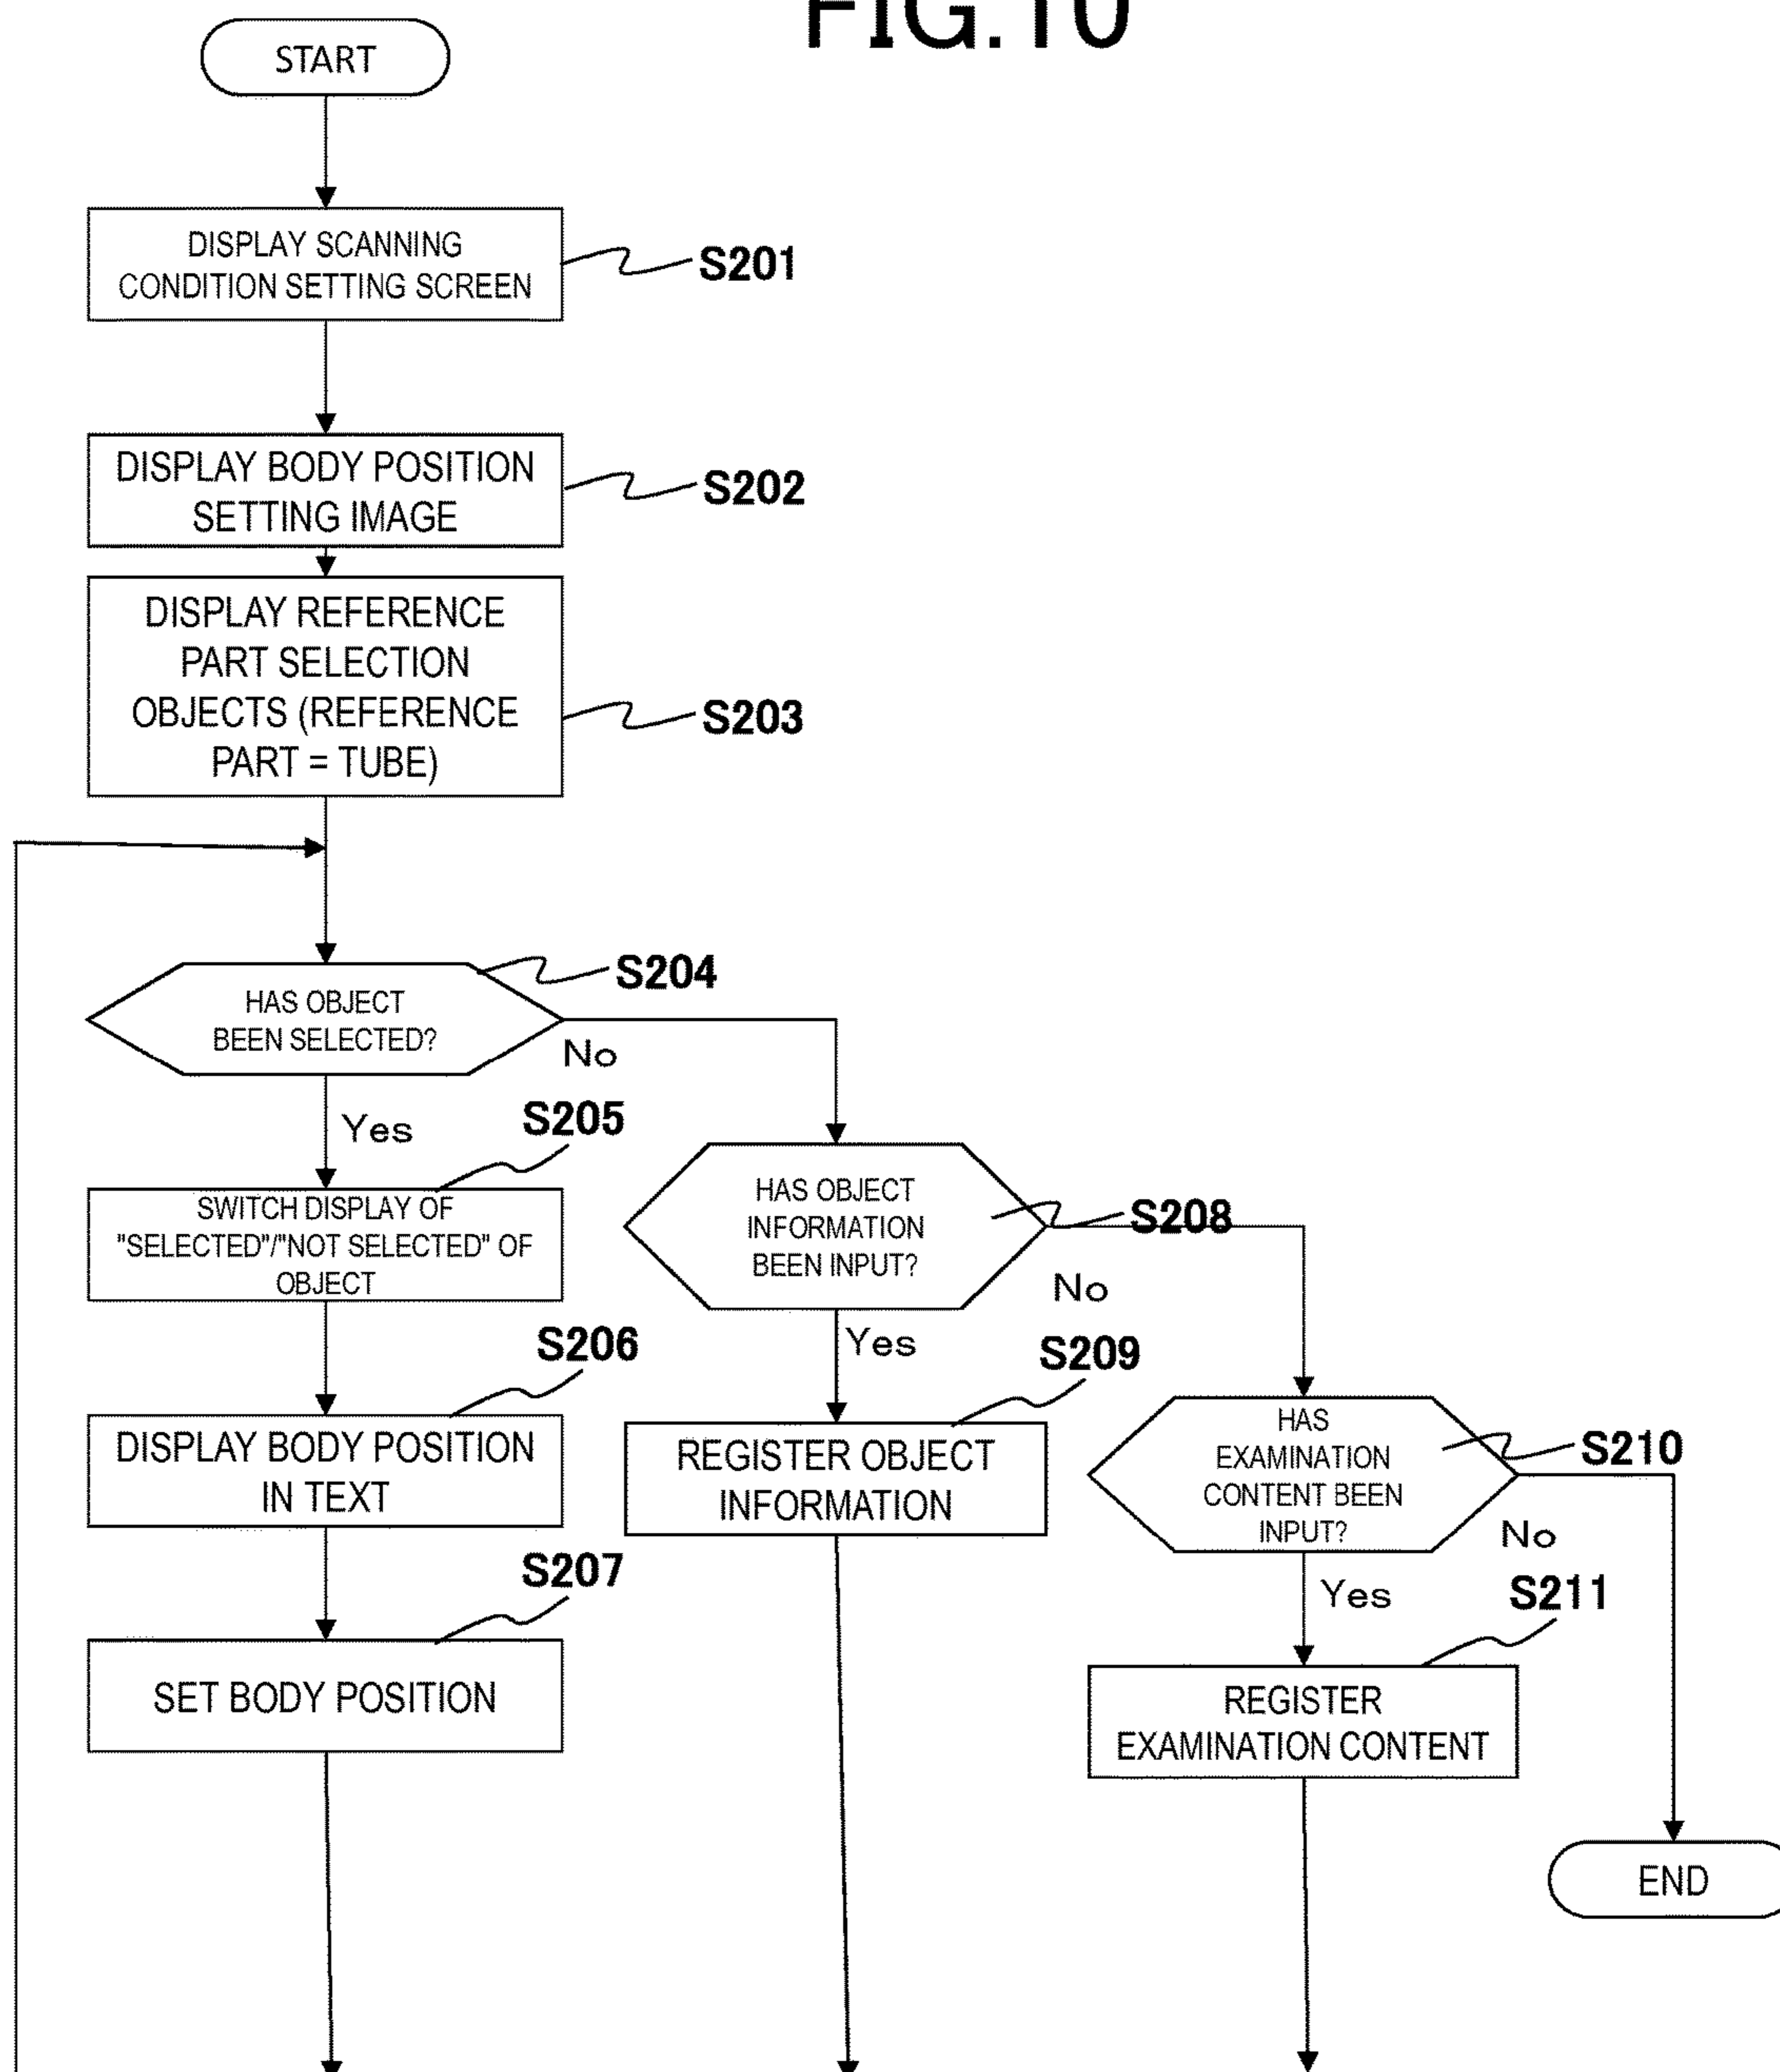 FIG.10
START
DISPLAY SCANNING
CONDITION SETTING SCREEN
S201
DISPLAY BODY POSITION
SETTING IMAGE
S202
DISPLAY REFERENCE
PART SELECTION
OBJECTS (REFERENCE
PART = TUBE)
S203
HAS OBJECT
BEEN SELECTED?
S204
No
Yes
S205
SWITCH DISPLAY OF
"SELECTED"/"NOT SELECTED" OF
OBJECT
S206
DISPLAY BODY POSITION
IN TEXT
S207
SET BODY POSITION
HAS OBJECT
INFORMATION
BEEN INPUT?
S208
No
Yes
S209
REGISTER OBJECT
INFORMATION
HAS
EXAMINATION
CONTENT BEEN
INPUT?
S210
No
Yes
S211
REGISTER
EXAMINATION CONTENT
END